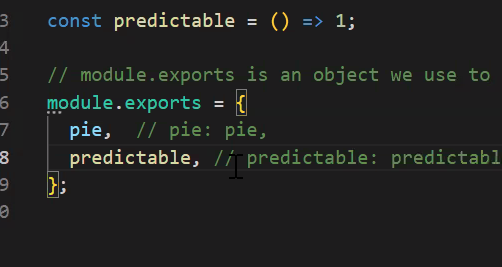 3 const predictable = () => 1;
4
5 // module.exports is an object we use to
6 module.exports = {
7 pie, // pie: pie,
8 predictable, // predictable: predictabl
9 };
0